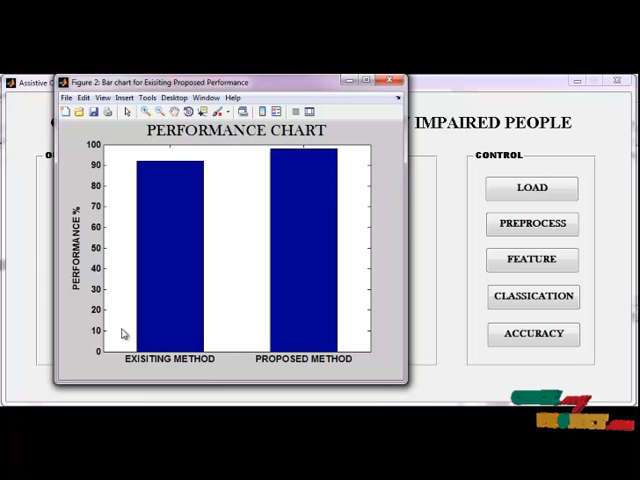 Assistive
Figure 2: Bar chart for Exisiting Proposed Performance
File Edit View Insert Tools Desktop Window Help
PERFORMANCE CHART
IMPAIRED PEOPLE
CONTROL
100
90
80
70
60
50
40
30
20
10
0
PERFORMANCE %
EXISITING METHOD PROPOSED METHOD
LOAD
PREPROCESS
FEATURE
CLASSICATION
ACCURACY